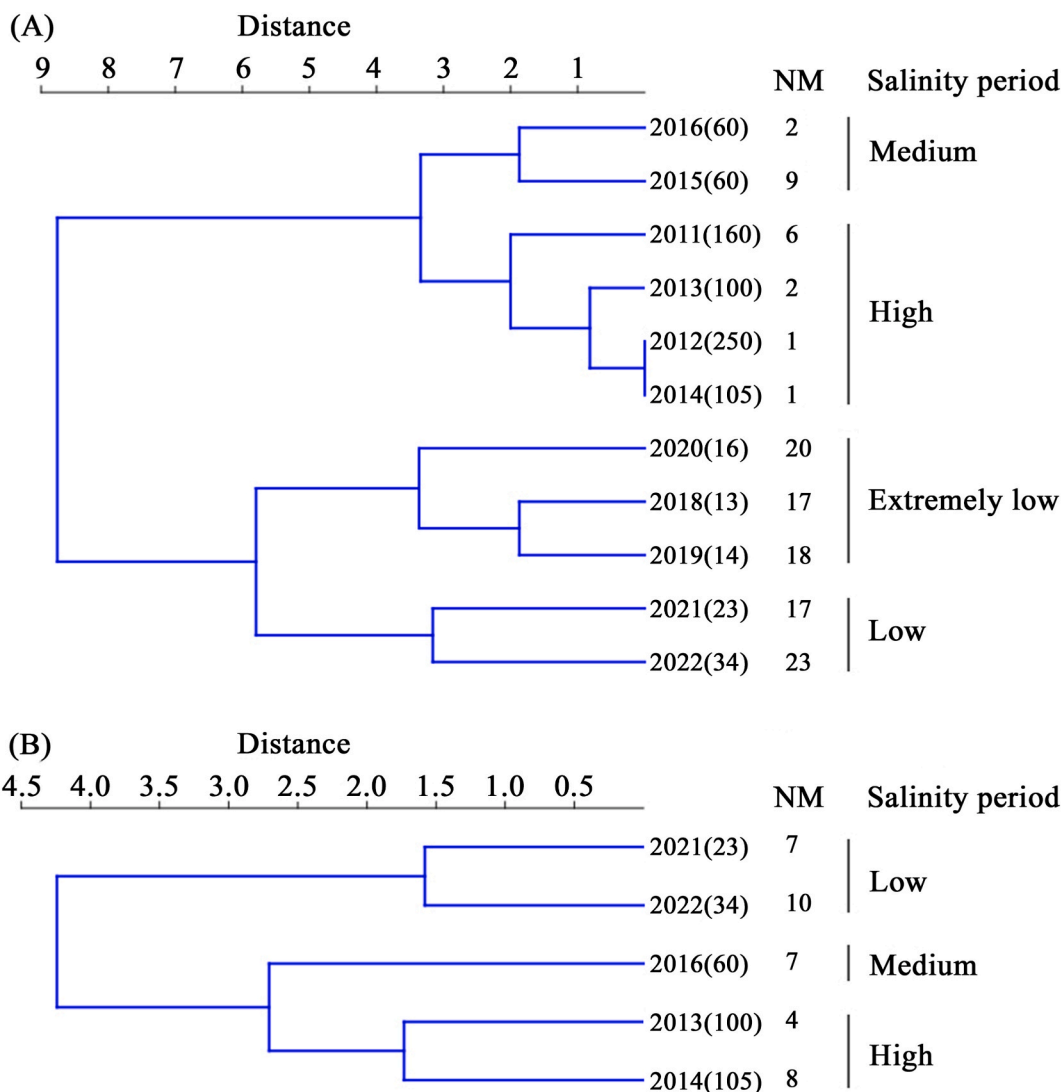 (A)
Distance
9 8 7 6 5 4 3 2 1
NM Salinity period
2016(60) 2
Medium
2015(60) 9
2011(160) 6
2013(100) 2
High
2012(250) 1
2014(105) 1
2020(16) 20
2018(13) 17
Extremely low
2019(14) 18
2021(23) 17
Low
2022(34) 23
(B)
Distance
4.5 4.0 3.5 3.0 2.5 2.0 1.5 1.0 0.5
NM Salinity period
2021(23) 7
Low
2022(34) 10
2016(60) 7 Medium
2013(100) 4
High
2014(105) 8